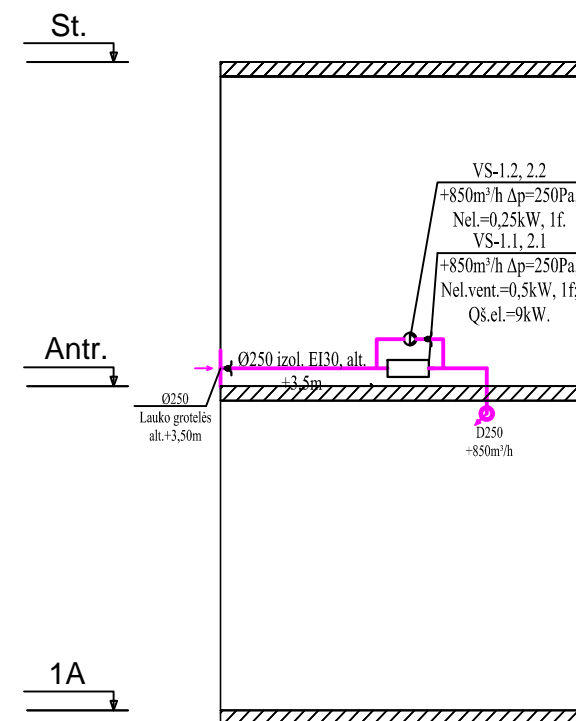 St.
VS-1.2, 2.2
+850m³/h Δp=250Pa,
Nel.=0,25kW, 1f.
VS-1.1, 2.1
+850m³/h Δp=250Pa,
Nel.vent.=0,5kW, 1f;
Qš.el.=9kW.
Antr.
Ø250 izol. EI30, alt.
+3,5m
Ø250
Lauko grotelės
alt.+3,50m
D250
+850m³/h
1A